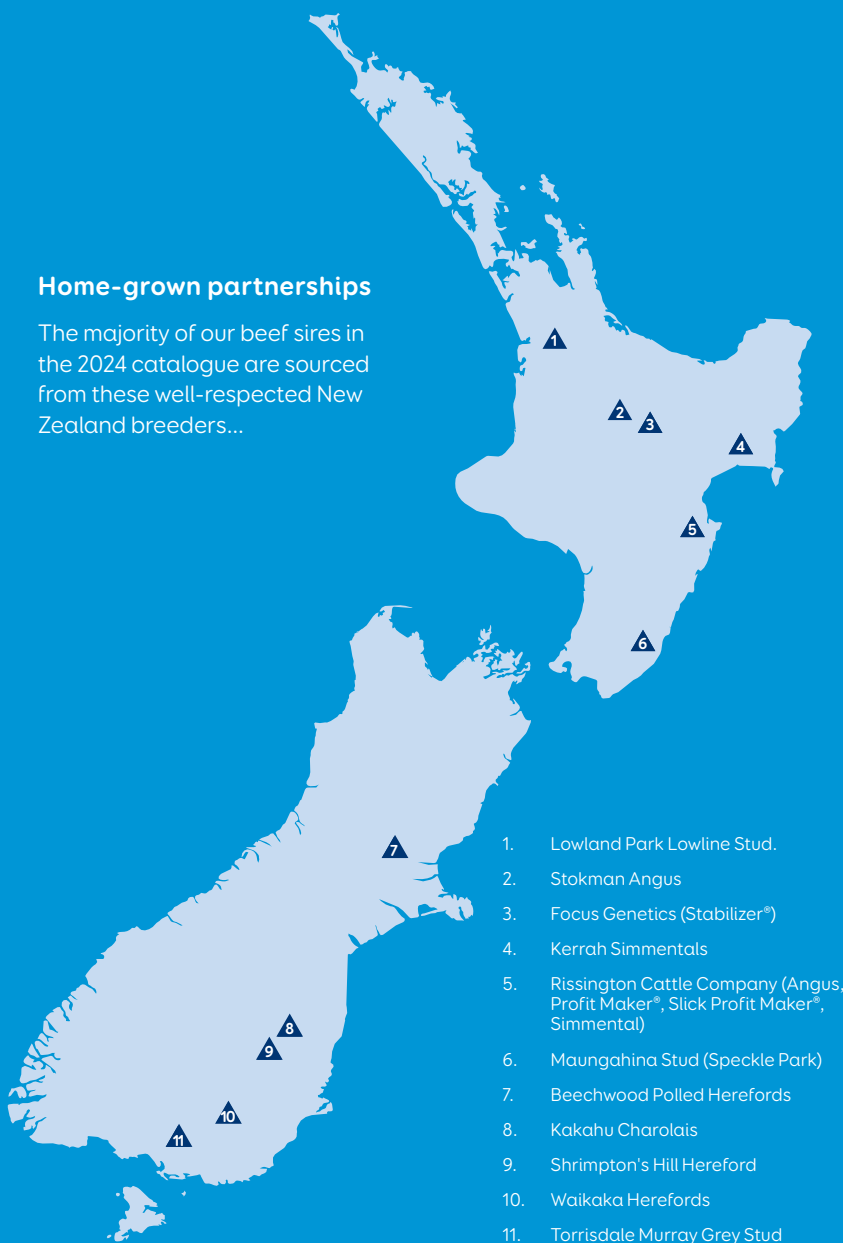 Home-grown partnerships
The majority of our beef sires in
the 2024 catalogue are sourced
from these well-respected New
Zealand breeders...
1
2
3
4
5
6
7
8
9
10
11
1. Lowland Park Lowline Stud.
2. Stokman Angus
3. Focus Genetics (Stabilizer®)
4. Kerrah Simmentals
5. Rissington Cattle Company (Angus,
Profit Maker®, Slick Profit Maker®,
Simmental)
6. Maungahina Stud (Speckle Park)
7. Beechwood Polled Herefords
8. Kakahu Charolais
9. Shrimpton's Hill Hereford
10. Waikaka Herefords
11. Torrisdale Murray Grey Stud